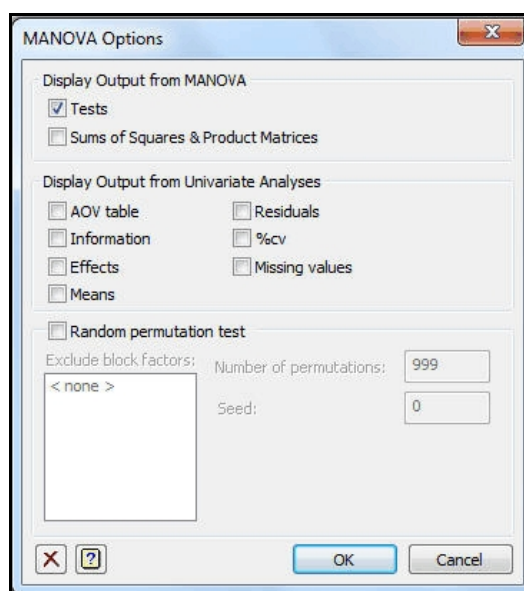 MANOVA Options
Display Output from MANOVA
Tests
Sums of Squares & Product Matrices
Display Output from Univariate Analyses
AOV table
Residuals
Information
%cv
Effects
Missing values
Means
Random permutation test
Exclude block factors:
< none >
Number of permutations:
999
Seed:
0
OK
Cancel